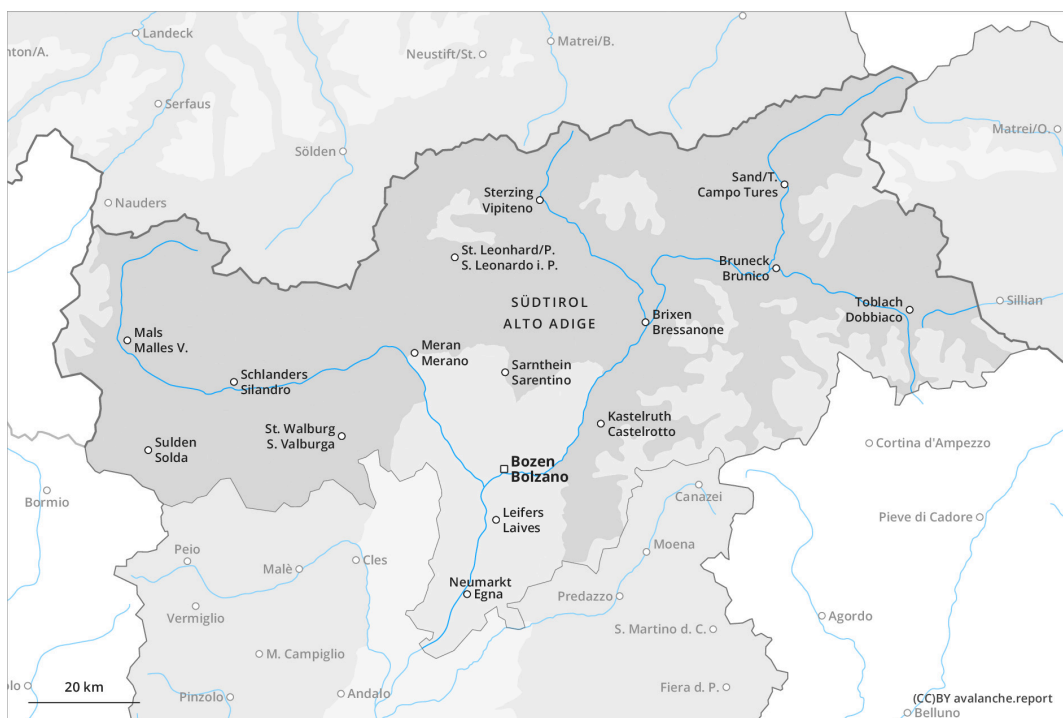 Landeck
nton/A.
Neustift/St.
Matrei/B.
Serfaus
Matrei/O.
Sölden
Nauders
Sterzing
Vipiteno
Sand/T.
Campo Tures
St. Leonhard/P.
S. Leonardo i. P.
Bruneck
Brunico
SÜDTIROL
ALTO ADIGE
Brixen
Bressanone
Toblach
Dobbiaco
Sillian
Mals
Malles V.
Meran
Merano
Sarnthein
Sarentino
Schlanders
Silandro
Kastelruth
Castelrotto
St. Walburg
S. Valburga
Sulden
Solda
Cortina d'Ampezzo
Bozen
Bolzano
Bormio
Canazei
Leifers
Laives
Pieve di Cadore
Peio
Malè
Cles
Moena
Neumarkt
Egna
Predazzo
Vermiglio
Agordo
S. Martino d. C.
M. Campiglio
olo
20 km
Pinzolo
Andalo
Fiera d. P.
(CC)BY avalanche.report
Belluno